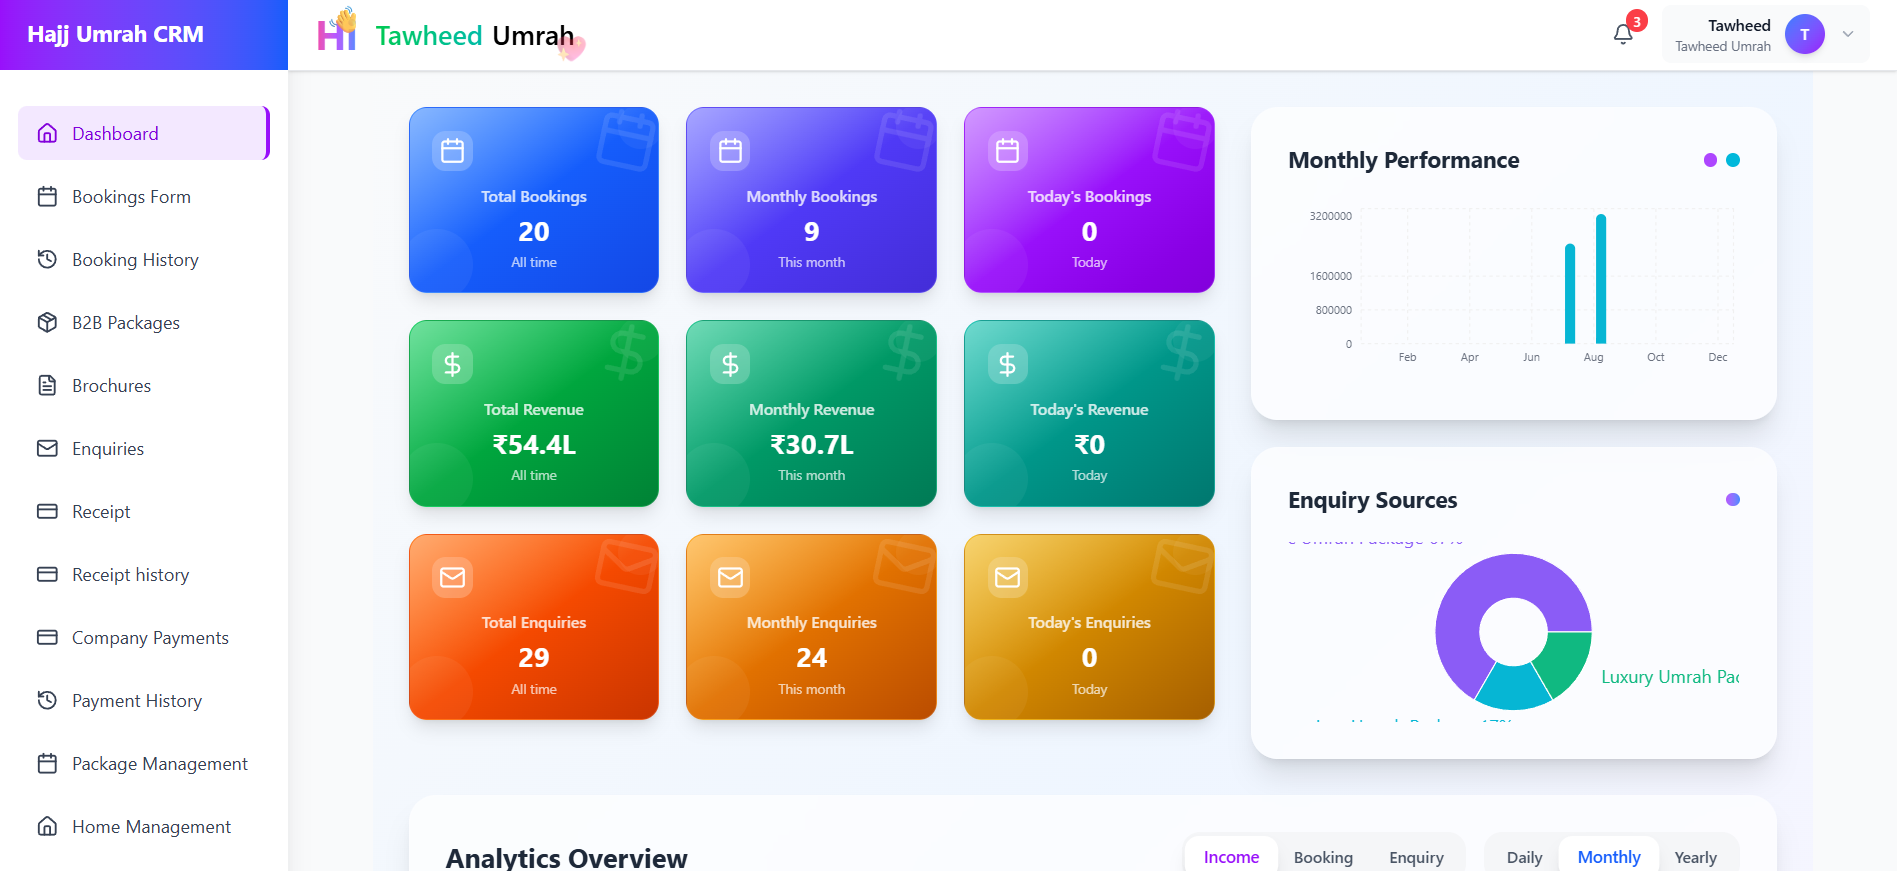 Hajj Umrah CRM
Dashboard
Bookings Form
Booking History
B2B Packages
Brochures
Enquiries
Receipt
Receipt history
Company Payments
Payment History
Package Management
Home Management
Hi
Tawheed Umrah
3
Tawheed
Tawheed Umrah
T
Total Bookings
20
All time
Monthly Bookings
9
This month
Today's Bookings
0
Today
Total Revenue
₹54.4L
All time
Monthly Revenue
₹30.7L
This month
Today's Revenue
₹0
Today
Total Enquiries
29
All time
Monthly Enquiries
24
This month
Today's Enquiries
0
Today
Monthly Performance
3200000
1600000
800000
0
Feb Apr Jun Aug Oct Dec
Enquiry Sources
Umrah Package
Luxury Umrah
17%
Analytics Overview
Income Booking Enquiry
Daily Monthly Yearly